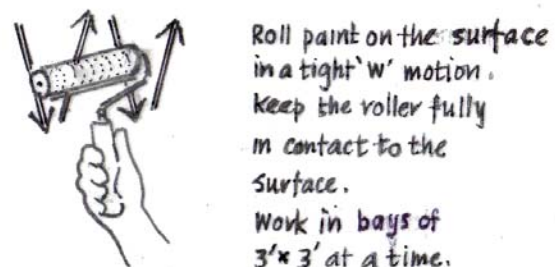 Roll paint on the surface
in a tight 'W' motion.
Keep the roller fully
in contact to the
surface.
Work in bays of
3'x 3' at a time.